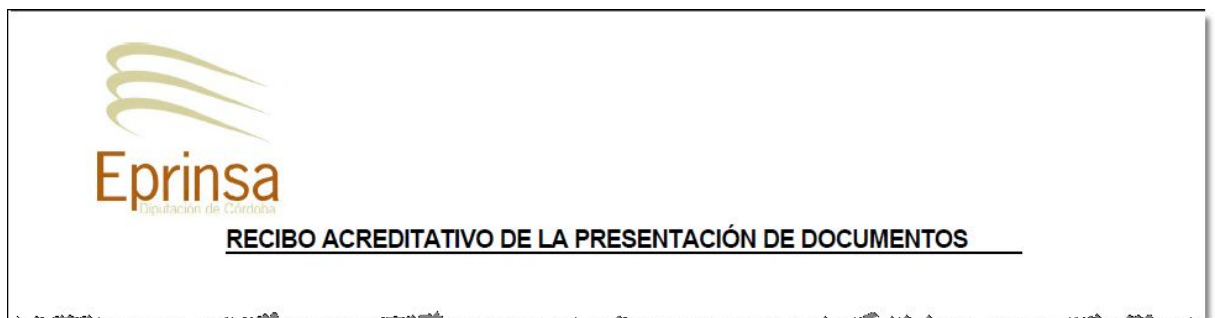 Eprinsa
Diputación de Córdoba
RECIBO ACREDITATIVO DE LA PRESENTACIÓN DE DOCUMENTOS